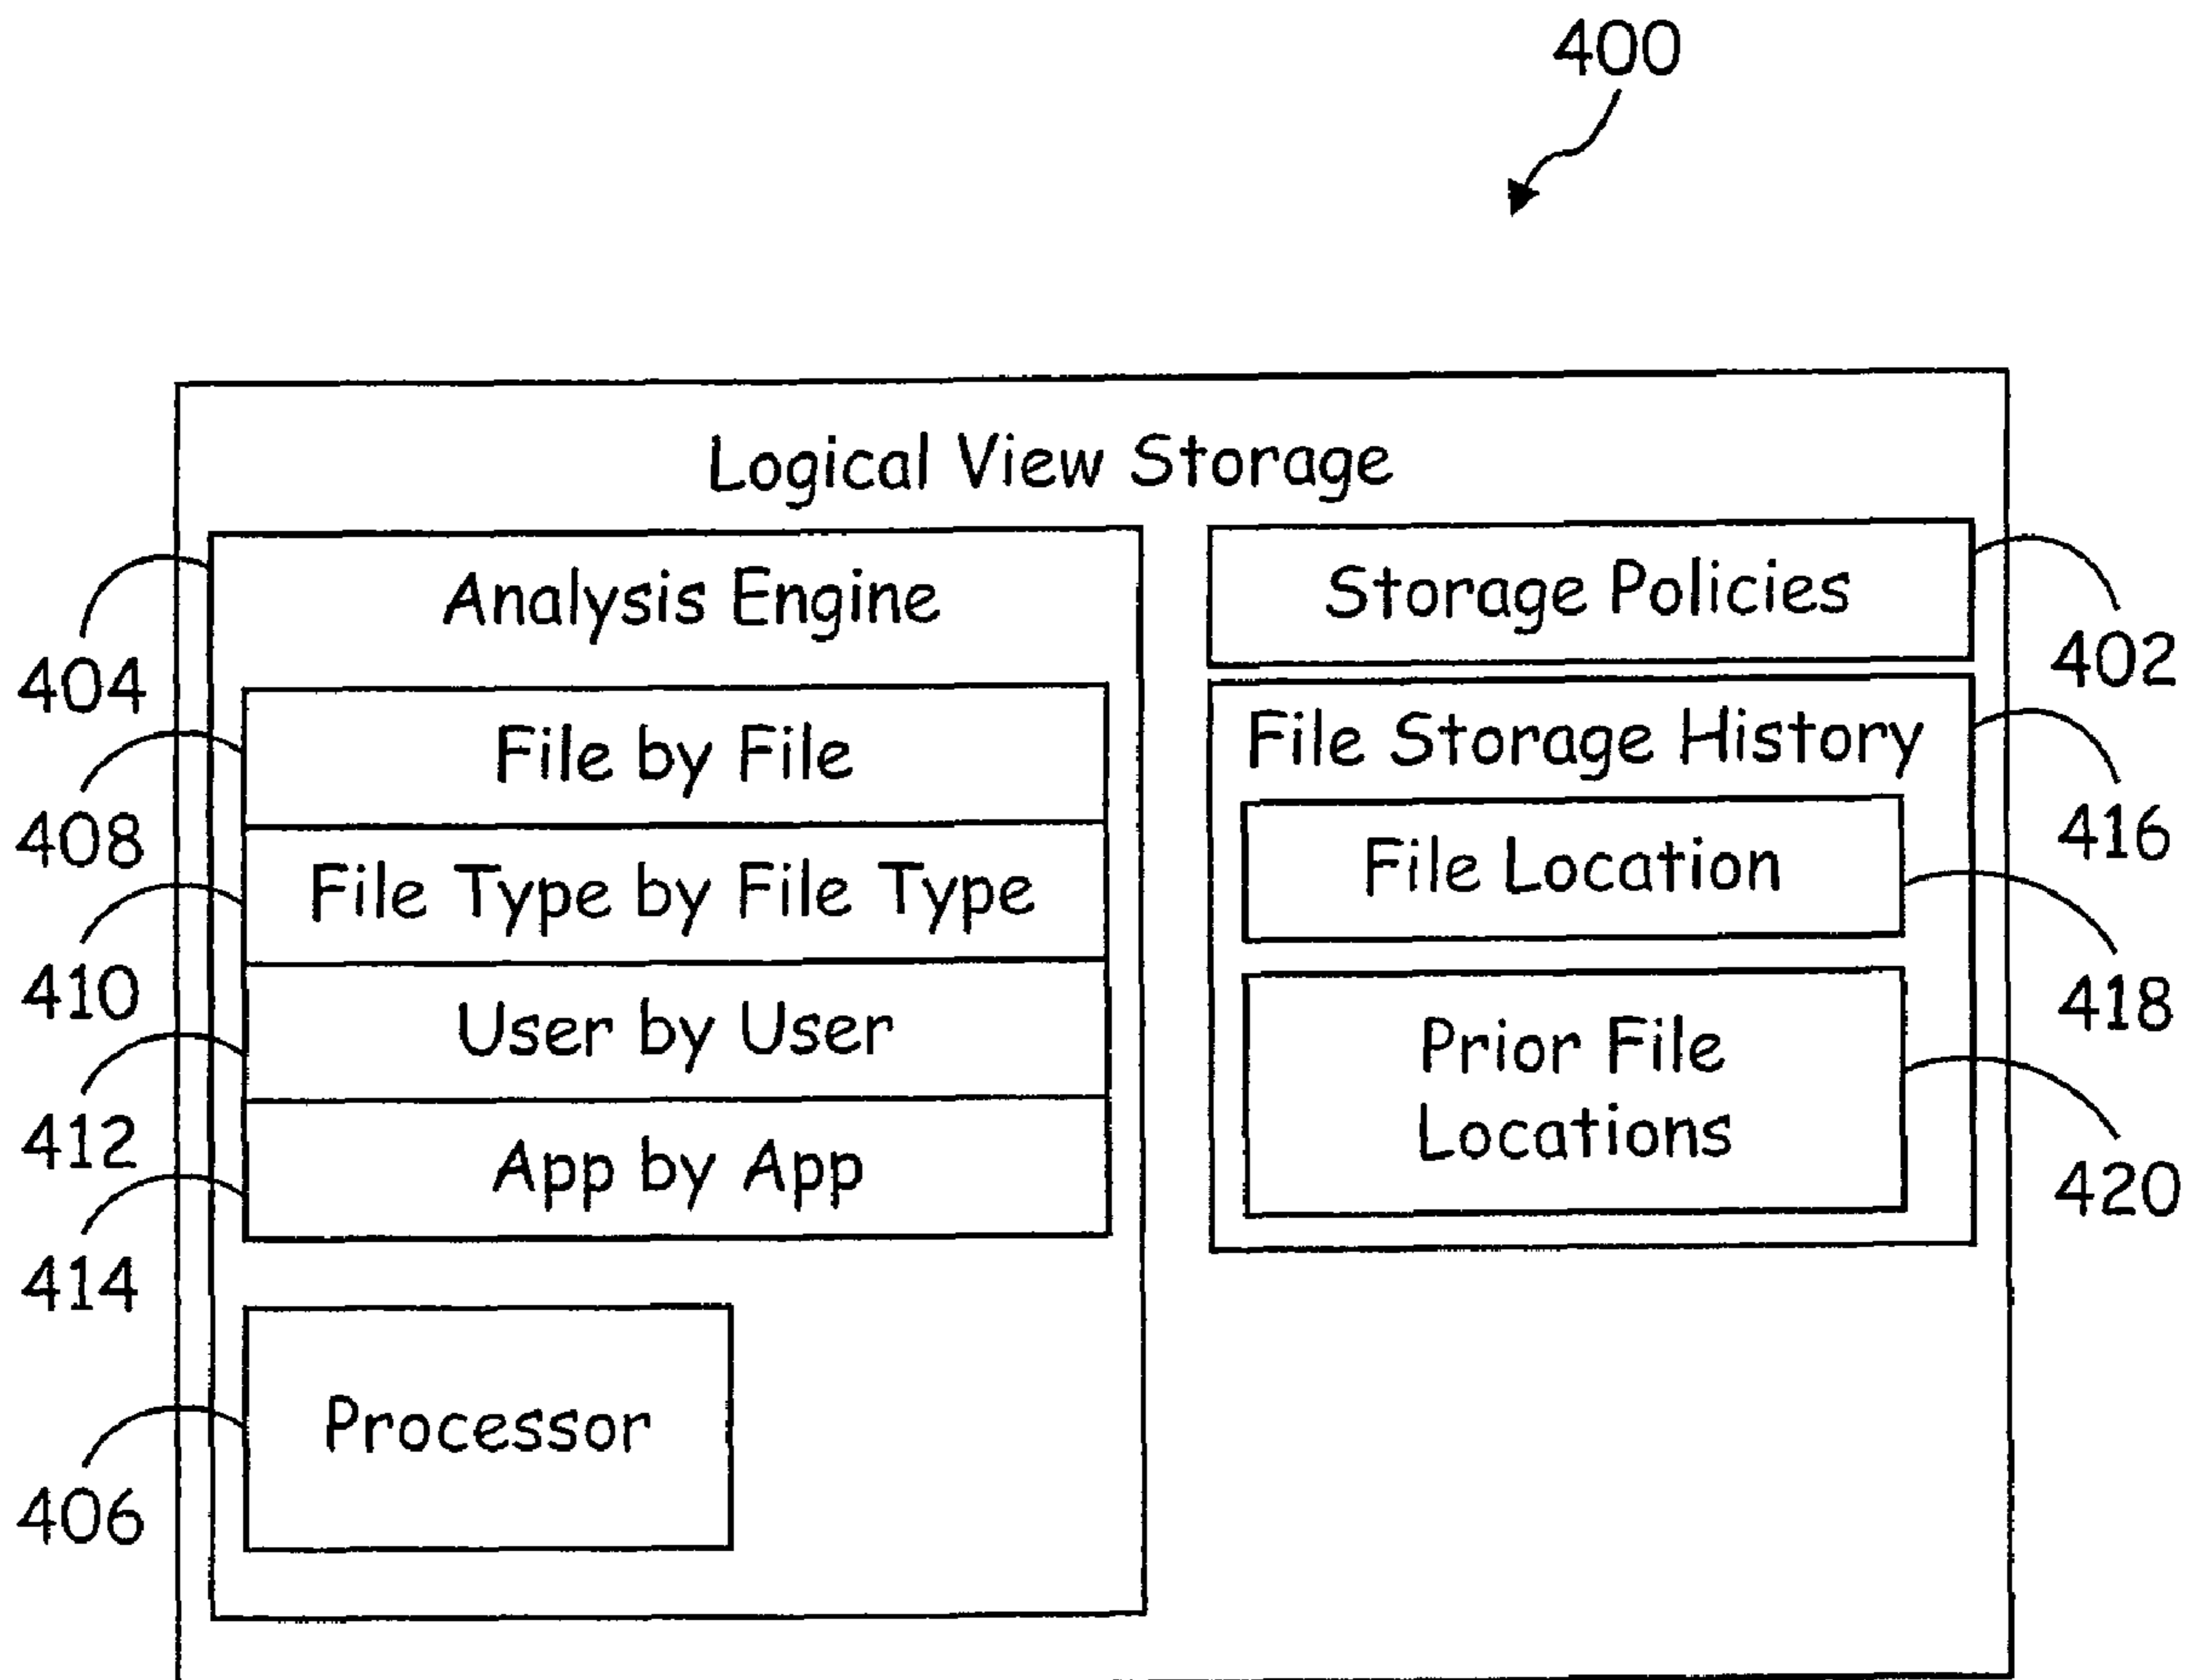 400
Logical View Storage
Analysis Engine
404
File by File
408
File Type by File Type
410
User by User
412
App by App
414
Processor
406
Storage Policies
402
File Storage History
416
File Location
418
Prior File
Locations
420